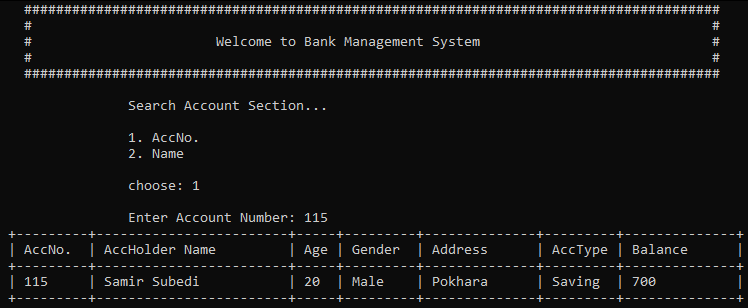 #######################################################################################
#                                                                                     #
#                       Welcome to Bank Management System                             #
#                                                                                     #
#######################################################################################
Search Account Section...
1. AccNo.
2. Name
choose: 1
Enter Account Number: 115
+---------+------------------------+-----+---------+--------------+---------+--------------+
| AccNo.  | AccHolder Name         | Age | Gender  | Address      | AccType | Balance      |
+---------+------------------------+-----+---------+--------------+---------+--------------+
| 115     | Samir Subedi           | 20  | Male    | Pokhara      | Saving  | 700          |
+---------+------------------------+-----+---------+--------------+---------+--------------+